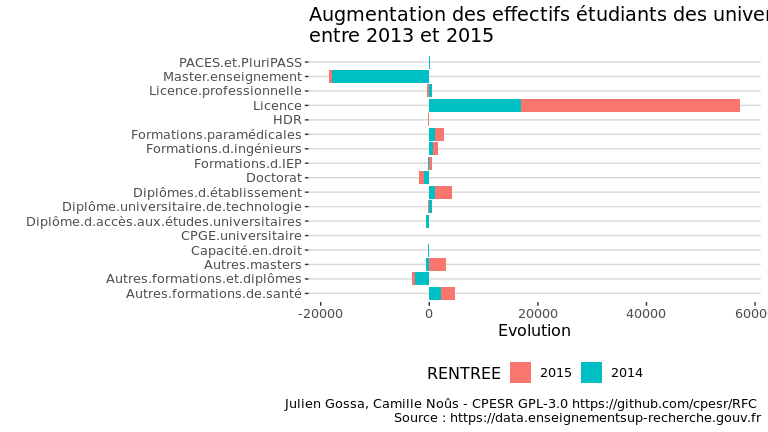 Augmentation des effectifs étudiants des univer
entre 2013 et 2015
PACES.et.PluriPASS
Master.enseignement
Licence.professionnelle
Licence
HDR
Formations.paramédicales
Formations.d.ingénieurs
Formations.d.IEP
Doctorat
Diplômes.d.établissement
Diplôme.universitaire.de.technologie
Diplôme.d.accès.aux.études.universitaires
CPGE.universitaire
Capacité.en.droit
Autres.masters
Autres.formations.et.diplômes
Autres.formations.de.santé
-20000 0 20000 40000 6000
Evolution
RENTREE 2015 2014
Julien Gossa, Camille Noûs - CPESR GPL-3.0 https://github.com/cpesr/RFC
Source : https://data.enseignementsup-recherche.gouv.fr